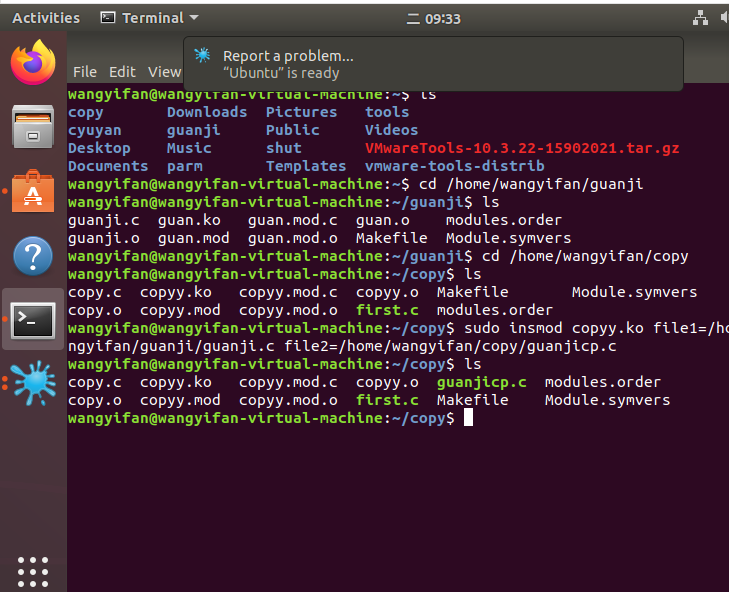 Activities Terminal 二 09:33
Report a problem...
"Ubuntu" is ready
File Edit View
wangyifan@wangyifan-virtual-machine:~$ ls
copy Downloads Pictures tools
cyuyan guanji Public Videos
Desktop Music shut VMwareTools-10.3.22-15902021.tar.gz
Documents parm Templates vmware-tools-distrib
wangyifan@wangyifan-virtual-machine:~$ cd /home/wangyifan/guanji
wangyifan@wangyifan-virtual-machine:~/guanji$ ls
guanji.c guan.ko guan.mod.c guan.o modules.order
guanji.o guan.mod guan.mod.o Makefile Module.symvers
wangyifan@wangyifan-virtual-machine:~/guanji$ cd /home/wangyifan/copy
wangyifan@wangyifan-virtual-machine:~/copy$ ls
copy.c copyy.ko copyy.mod.c copyy.o Makefile Module.symvers
copy.o copyy.mod copyy.mod.o first.c modules.order
wangyifan@wangyifan-virtual-machine:~/copy$ sudo insmod copyy.ko file1=/ho
ngyifan/guanji/guanji.c file2=/home/wangyifan/copy/guanjicp.c
wangyifan@wangyifan-virtual-machine:~/copy$ ls
copy.c copyy.ko copyy.mod.c copyy.o guanjicp.c modules.order
copy.o copyy.mod copyy.mod.o first.c Makefile Module.symvers
wangyifan@wangyifan-virtual-machine:~/copy$